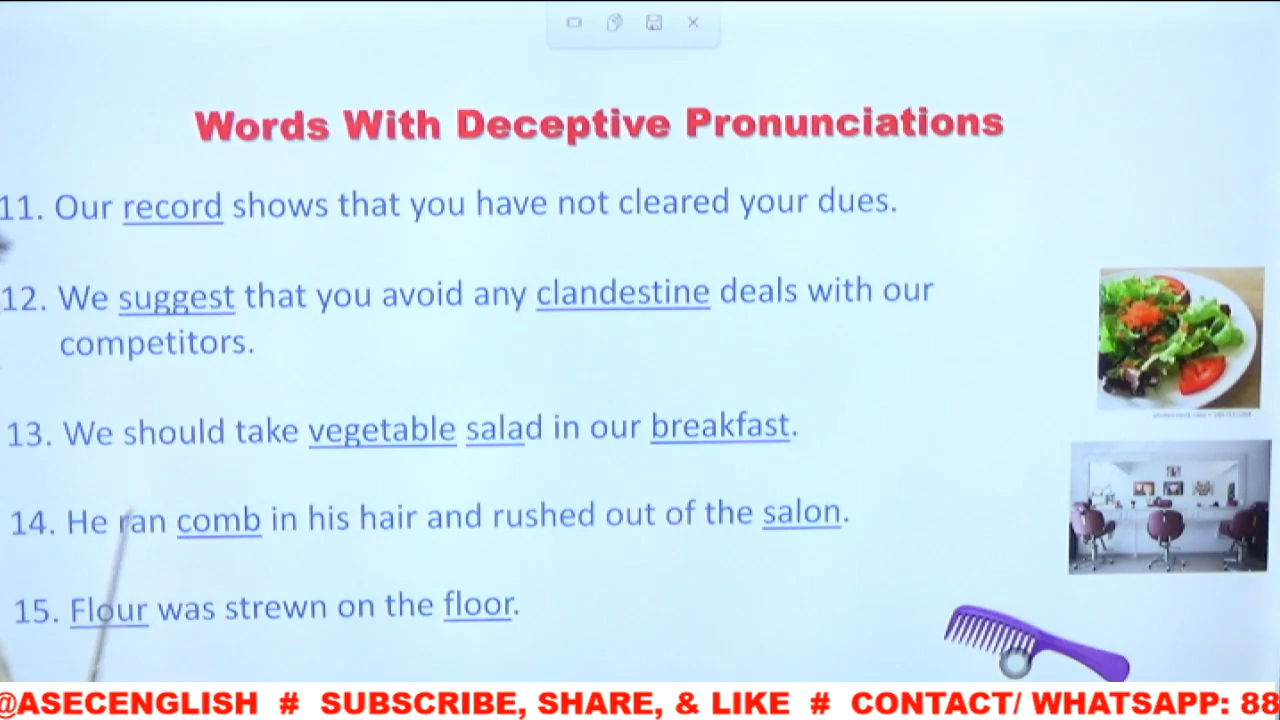 Words With Deceptive Pronunciations
11. Our record shows that you have not cleared your dues.
12. We suggest that you avoid any clandestine deals with our
competitors.
13. We should take vegetable salad in our breakfast.
14. He ran comb in his hair and rushed out of the salon.
15. Flour was strewn on the floor.
@ASECENGLISH # SUBSCRIBE, SHARE, & LIKE # CONTACT/ WHATSAPP: 88